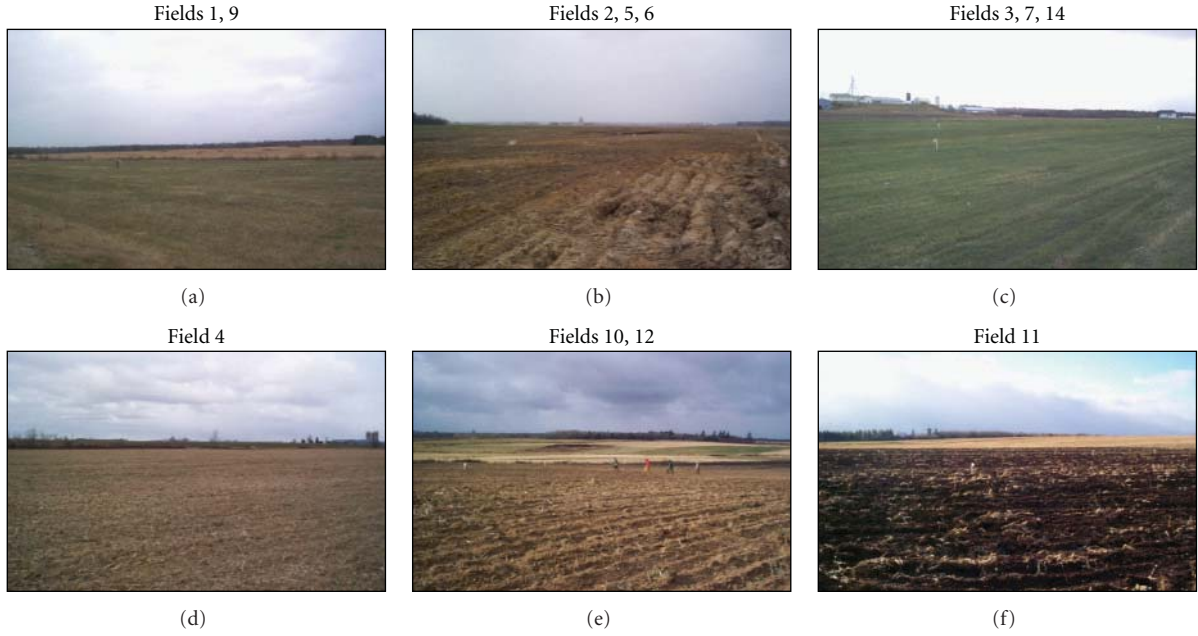 Fields 1, 9
Fields 2, 5, 6
Fields 3, 7, 14
(a)
(b)
(c)
Field 4
Fields 10, 12
Field 11
(d)
(e)
(f)